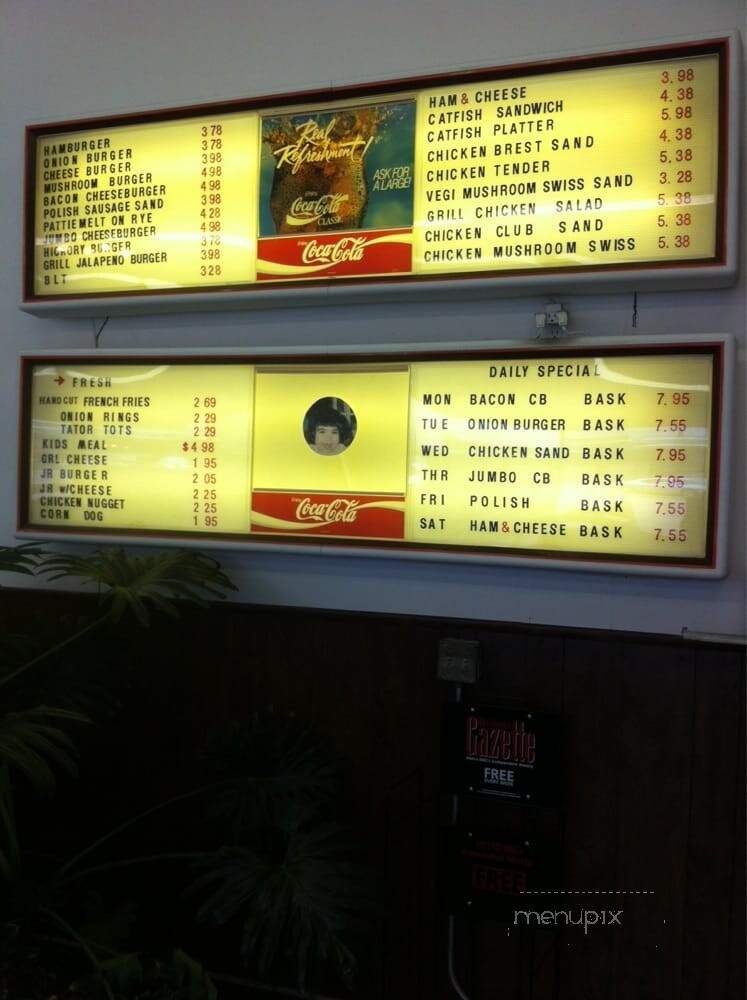 HAMBURGER 3 78
ONION BURGER 3 78
CHEESE BURGER 3 98
MUSHROOM BURGER 4 98
BACON CHEESEBURGER 4 98
POLISH SAUSAGE SAND 3 98
PATTIEMELT ON RYE 4 28
JUMBO CHEESEBURGER 4 98
HICKORY BURGER 3 78
GRILL JALAPENO BURGER 3 98
BLT 3 28
Real
Refreshment!
ASK FOR
A LARGE!
Coca-Cola
CLASSIC
Coca-Cola
HAM & CHEESE 3.98
CATFISH SANDWICH 4.38
CATFISH PLATTER 5.98
CHICKEN BREST SAND 4.38
CHICKEN TENDER 5.38
VEGI MUSHROOM SWISS SAND 3.28
GRILL CHICKEN SALAD 5.38
CHICKEN CLUB SAND 5.38
CHICKEN MUSHROOM SWISS 5.38
➔ FRESH
HAND CUT FRENCH FRIES 2 69
ONION RINGS 2 29
TATOR TOTS 2 29
KIDS MEAL $4 98
GRL CHEESE 1 95
JR BURGER 2 05
JR W/CHEESE 2 25
CHICKEN NUGGET 2 25
CORN DOG 1 95
Coca-Cola
DAILY SPECIAL
MON BACON CB BASK 7.95
TUE ONION BURGER BASK 7.55
WED CHICKEN SAND BASK 7.95
THR JUMBO CB BASK 7.95
FRI POLISH BASK 7.55
SAT HAM&CHEESE BASK 7.55
Gazette
FREE
FREE
menupix